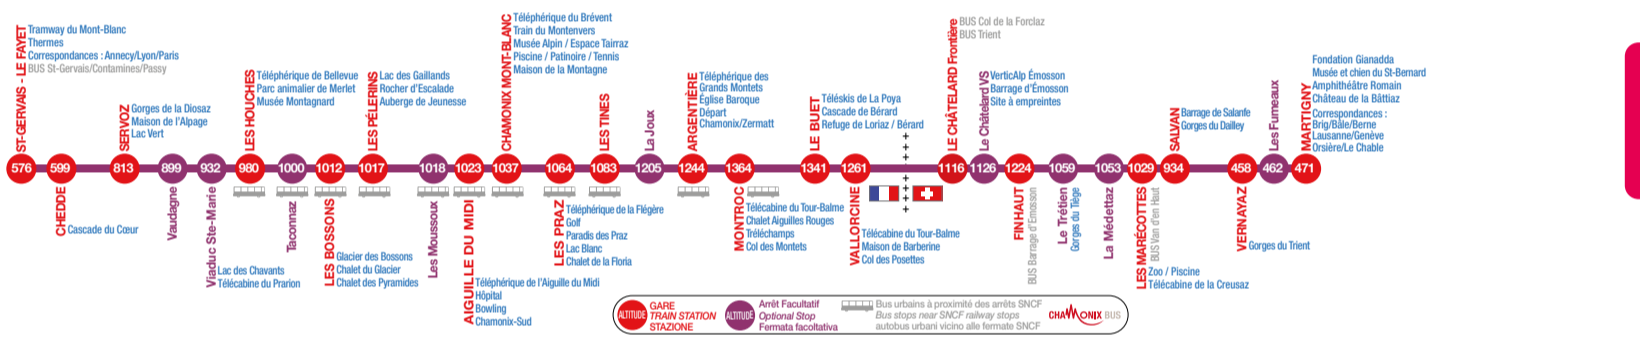 ST-GERVAIS - LE FAYET
Tramway du Mont-Blanc
Thermes
Correspondances : Annecy/Lyon/Paris
BUS St-Gervais/Contamines/Passy
576
599
CHEDDE
Cascade du Cœur
SERVOZ
Gorges de la Diosaz
Maison de l'Alpage
Lac Vert
813
899
Vaudagne
932
Viaduc Ste-Marie
Lac des Chavants
Télécabine du Prarion
LES HOUCHES
Téléphérique de Bellevue
Parc animalier de Merlet
Musée Montagnard
980
1000
Taconnaz
1012
LES BOSSONS
Glacier des Bossons
Chalet du Glacier
Chalet des Pyramides
LES PÈLERINS
Lac des Gaillands
Rocher d'Escalade
Auberge de Jeunesse
1017
1018
Les Moussoux
1023
AIGUILLE DU MIDI
Téléphérique de l'Aiguille du Midi
Hôpital
Bowling
Chamonix-Sud
CHAMONIX MONT-BLANC
Téléphérique du Brévent
Train du Montenvers
Musée Alpin / Espace Tairraz
Piscine / Patinoire / Tennis
Maison de la Montagne
1037
1064
LES PRAZ
Téléphérique de la Flégère
Golf
Paradis des Praz
Lac Blanc
Chalet de la Floria
LES TINES
1083
La Joux
1205
ARGENTIÈRE
Téléphérique des
Grands Montets
Église Baroque
Départ
Chamonix/Zermatt
1244
1364
MONTROC
Télécabine du Tour-Balme
Chalet Aiguilles Rouges
Tréléchamps
Col des Montets
LE BUET
Téléskis de La Poya
Cascade de Bérard
Refuge de Loriaz / Bérard
1341
1261
VALLORCINE
Télécabine du Tour-Balme
Maison de Barberine
Col des Posettes
LE CHÂTELARD Frontière
BUS Col de la Forclaz
BUS Trient
1116
Le Châtelard VS
VerticAlp Émosson
Barrage d'Émosson
Site à empreintes
1126
1224
FINHAUT
BUS Barrage d'Emosson
1059
Le Trétien
Gorges du Tiège
1053
La Médettaz
1029
LES MARÉCOTTES
BUS Van d'en Haut
Zoo / Piscine
Télécabine de la Creusaz
SALVAN
Barrage de Salanfe
Gorges du Dailley
934
458
VERNAYAZ
Gorges du Trient
Les Fumeaux
462
MARTIGNY
Fondation Gianadda
Musée et chien du St-Bernard
Amphithéâtre Romain
Château de la Bâttiaz
Correspondances :
Brig/Bâle/Berne
Lausanne/Genève
Orsière/Le Chable
471
ALTITUDE
GARE
TRAIN STATION
STAZIONE
ALTITUDE
Arrêt Facultatif
Optional Stop
Fermata facoltativa
Bus urbains à proximité des arrêts SNCF
Bus stops near SNCF railway stops
autobus urbani vicino alle fermate SNCF
CHAMONIX BUS